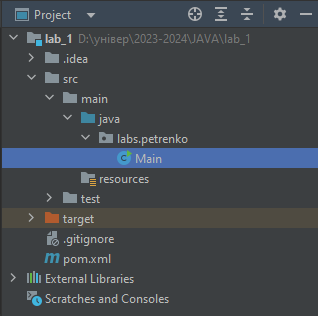 Project
lab_1 D:\універ\2023-2024\JAVA\lab_1
.idea
src
main
java
labs.petrenko
Main
resources
test
target
.gitignore
pom.xml
External Libraries
Scratches and Consoles